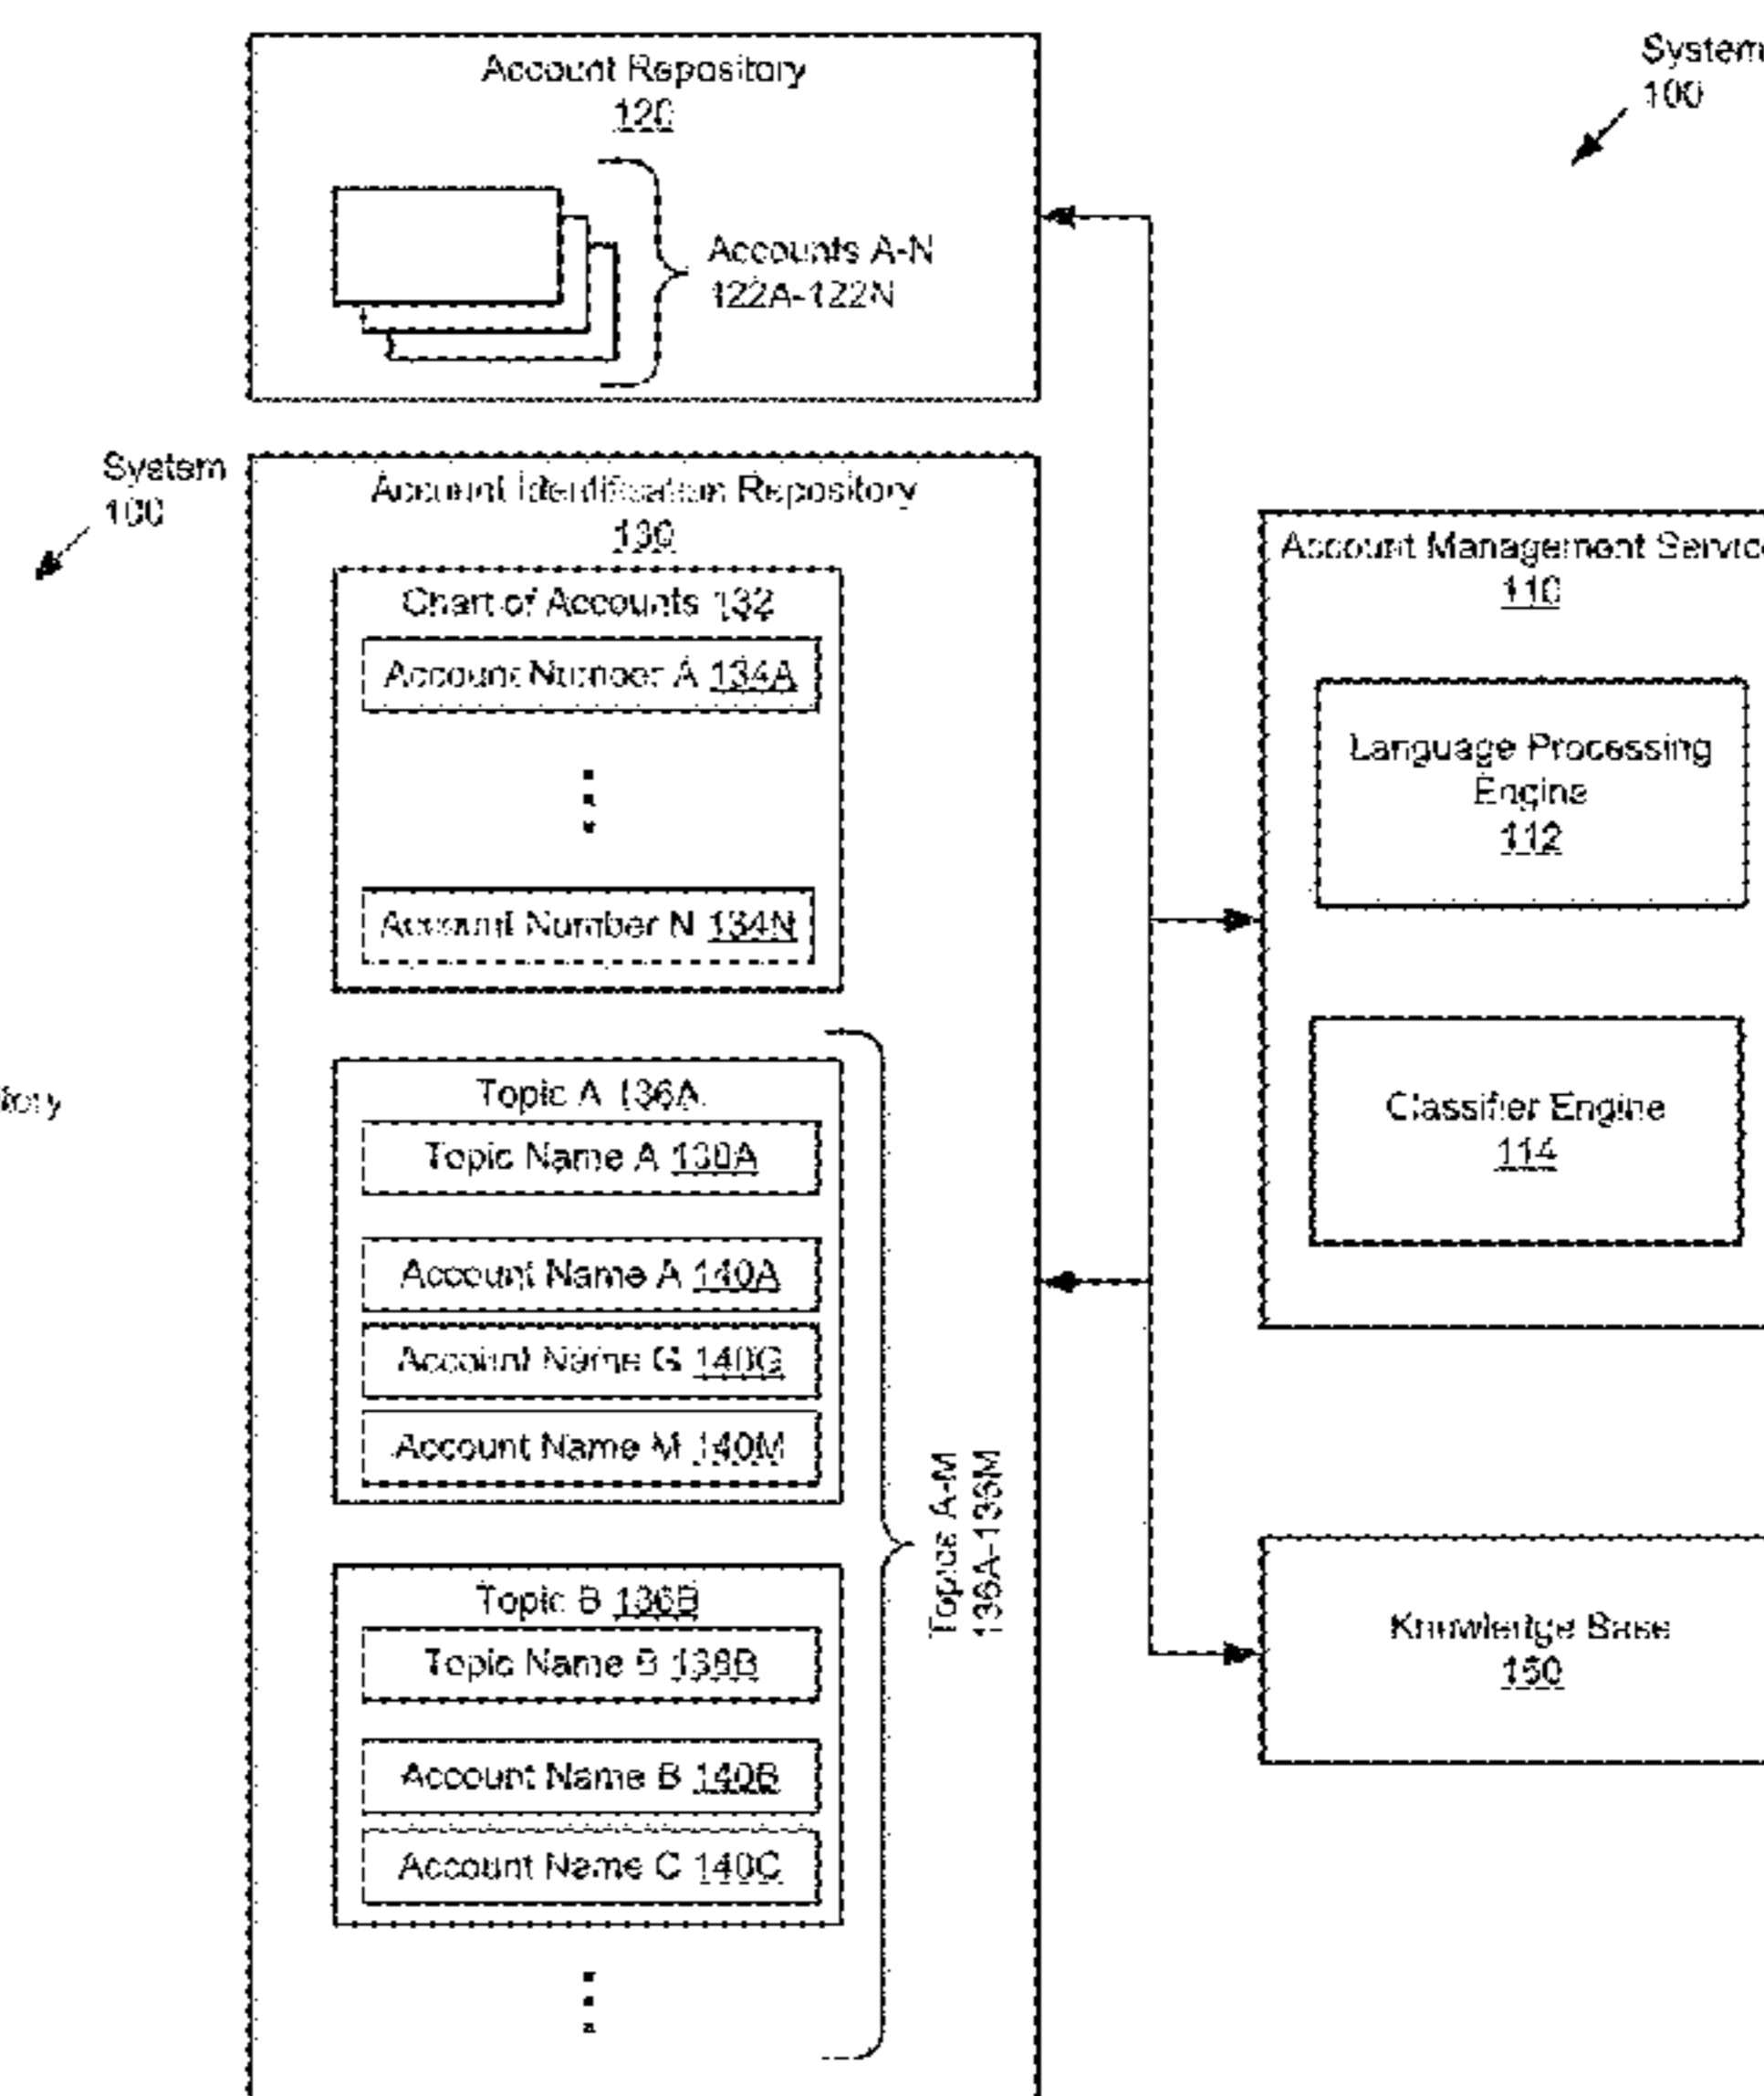 Account Repository
120
Accounts A-N
122A-122N
System
100
System
100
Account Identification Repository
130
Chart of Accounts 132
Account Number A 134A
Account Number N 134N
Topic A 136A
Topic Name A 138A
Account Name A 140A
Account Name G 140G
Account Name M 140M
Topic B 136B
Topic Name B 138B
Account Name B 140B
Account Name C 140C
Topics A-M
136A-136M
Account Management Service
110
Language Processing
Engine
112
Classifier Engine
114
Knowledge Base
150